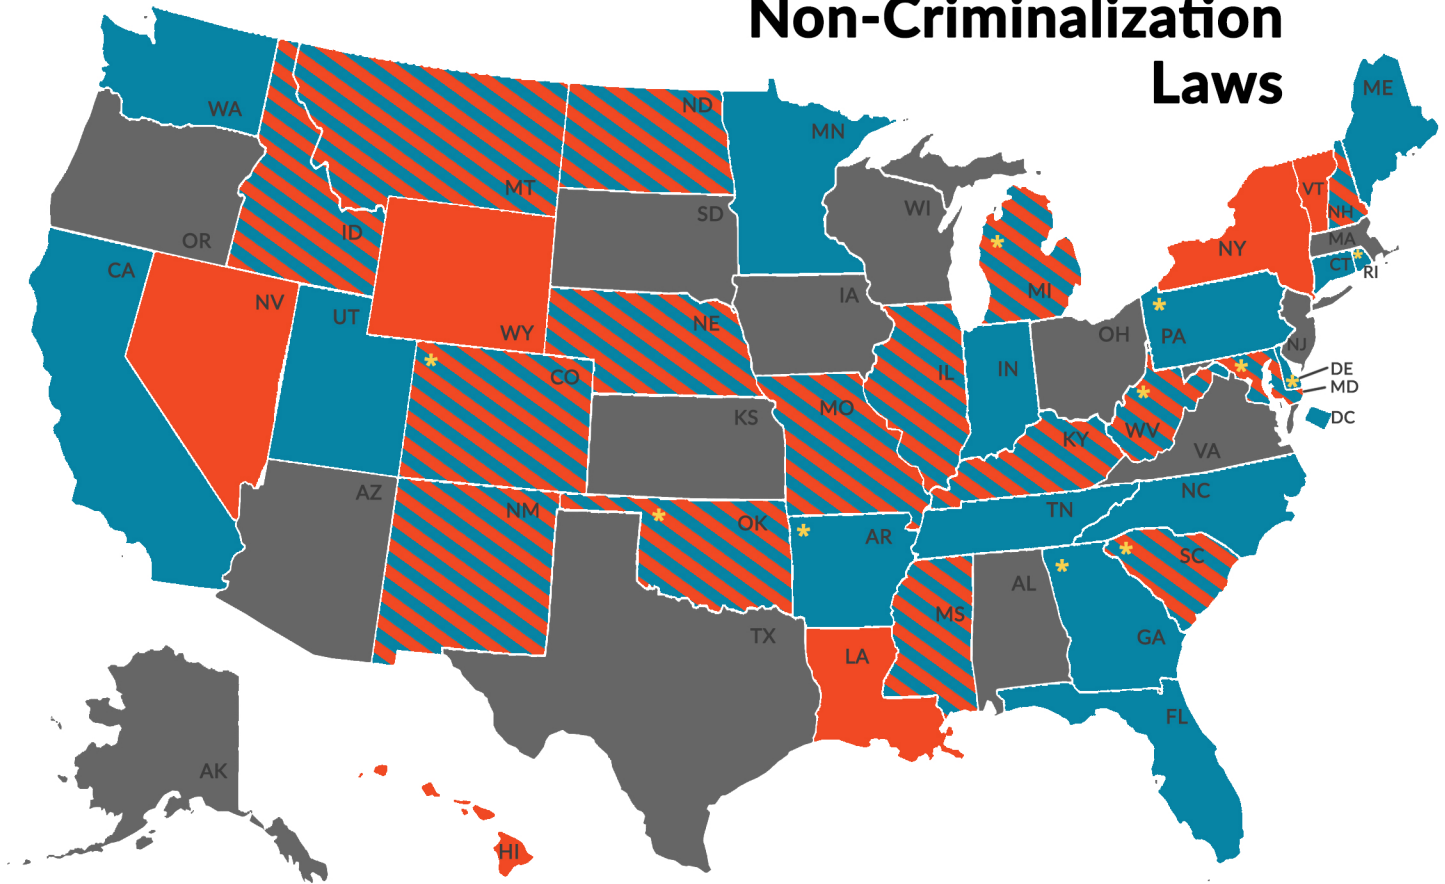 Non-Criminalization
Laws
ME
WA
ND
MN
MT
VT
NH
WI
SD
ID
OR
MA
NY
CT
RI
CA
NV
MI
IA
UT
WY
NE
OH
PA
NJ
CO
IL
IN
DE
MD
MO
KS
DC
WV
KY
VA
AZ
NM
NC
TN
OK
AR
SC
AL
MS
TX
GA
LA
FL
AK
HI
*
*
*
*
*
*
*
*
*
*
*